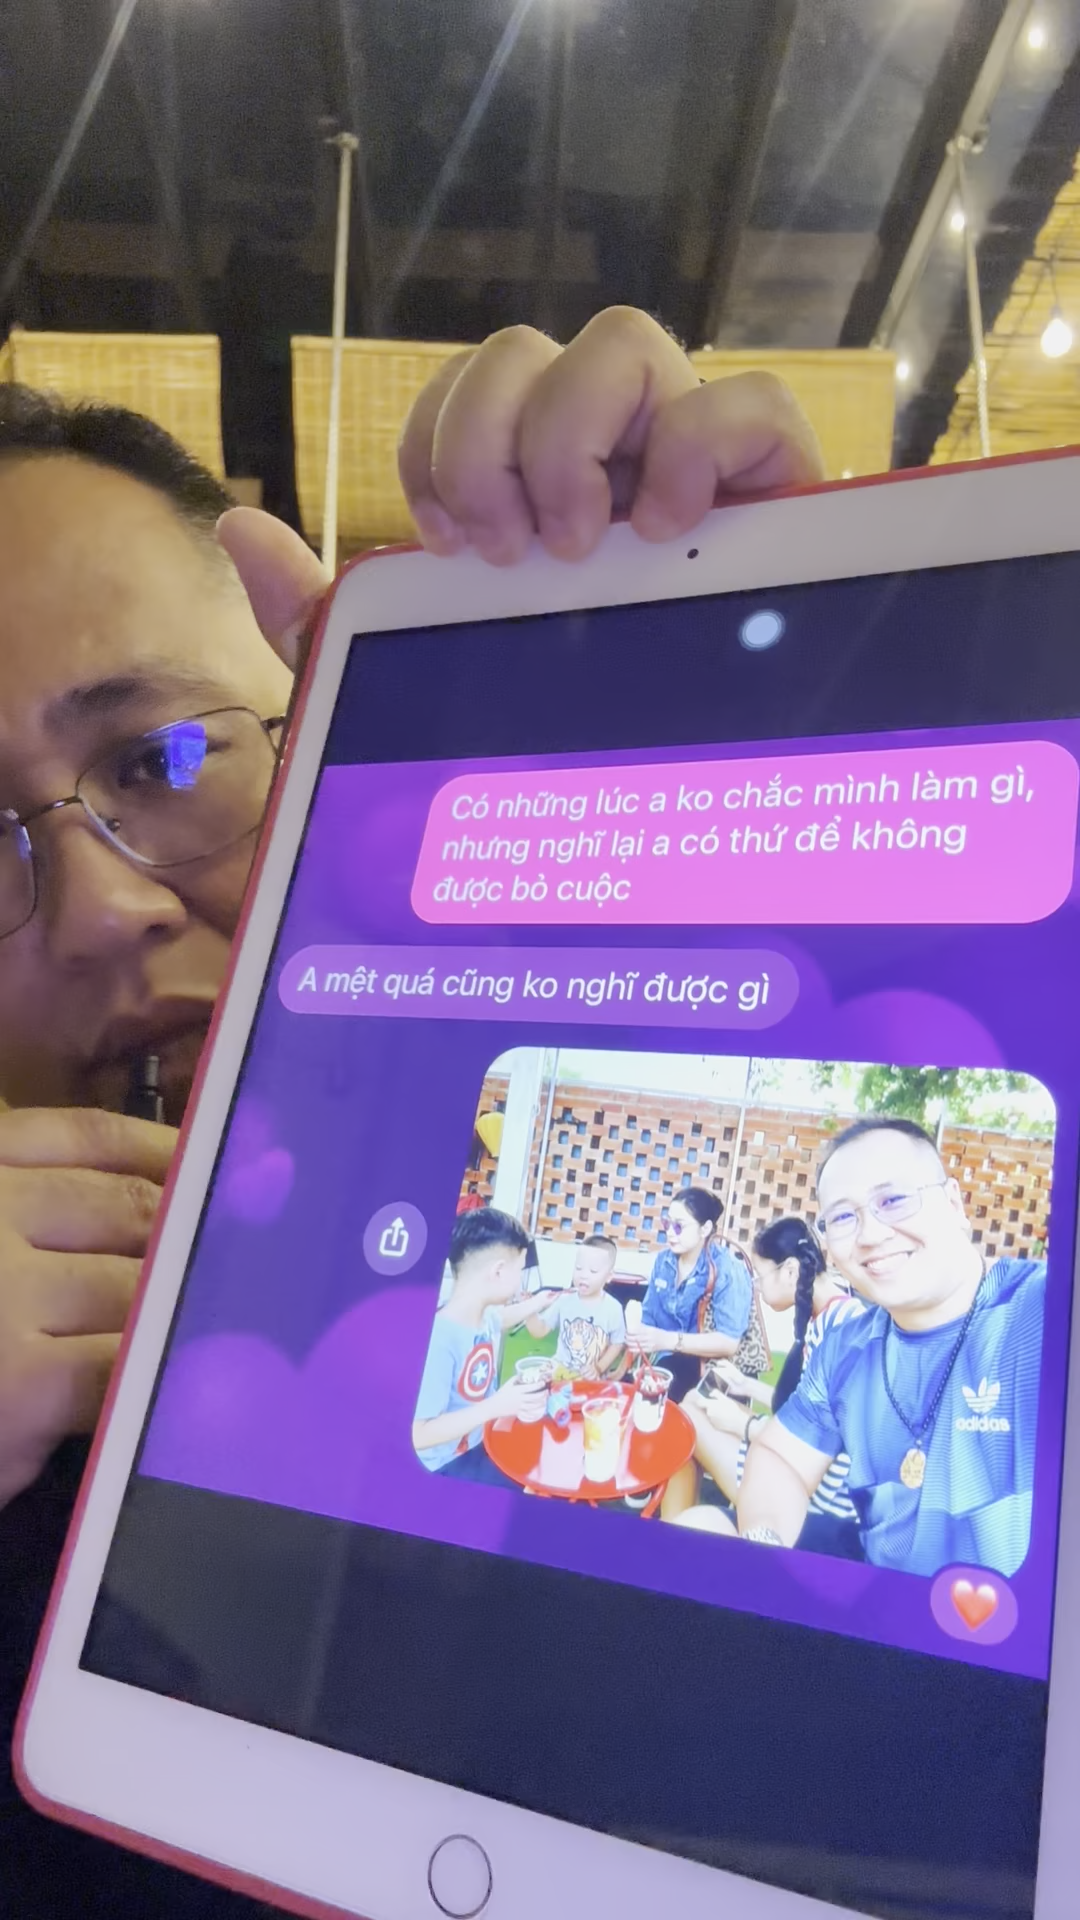 Có những lúc a ko chắc mình làm gì,
nhưng nghĩ lại a có thứ để không
được bỏ cuộc
A mệt quá cũng ko nghĩ được gì
adidas